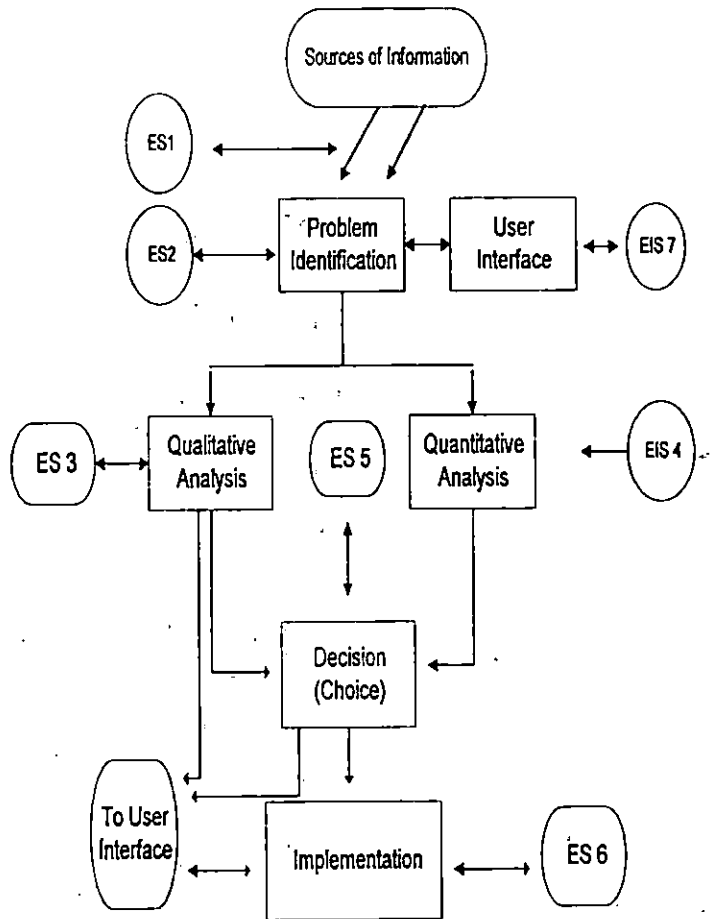 Sources of Information
ES1
Problem
Identification
User
Interface
ES2
EIS 7
Qualitative
Analysis
ES 3
ES 5
Quantitative
Analysis
EIS 4
Decision
(Choice)
To User
Interface
Implementation
ES 6